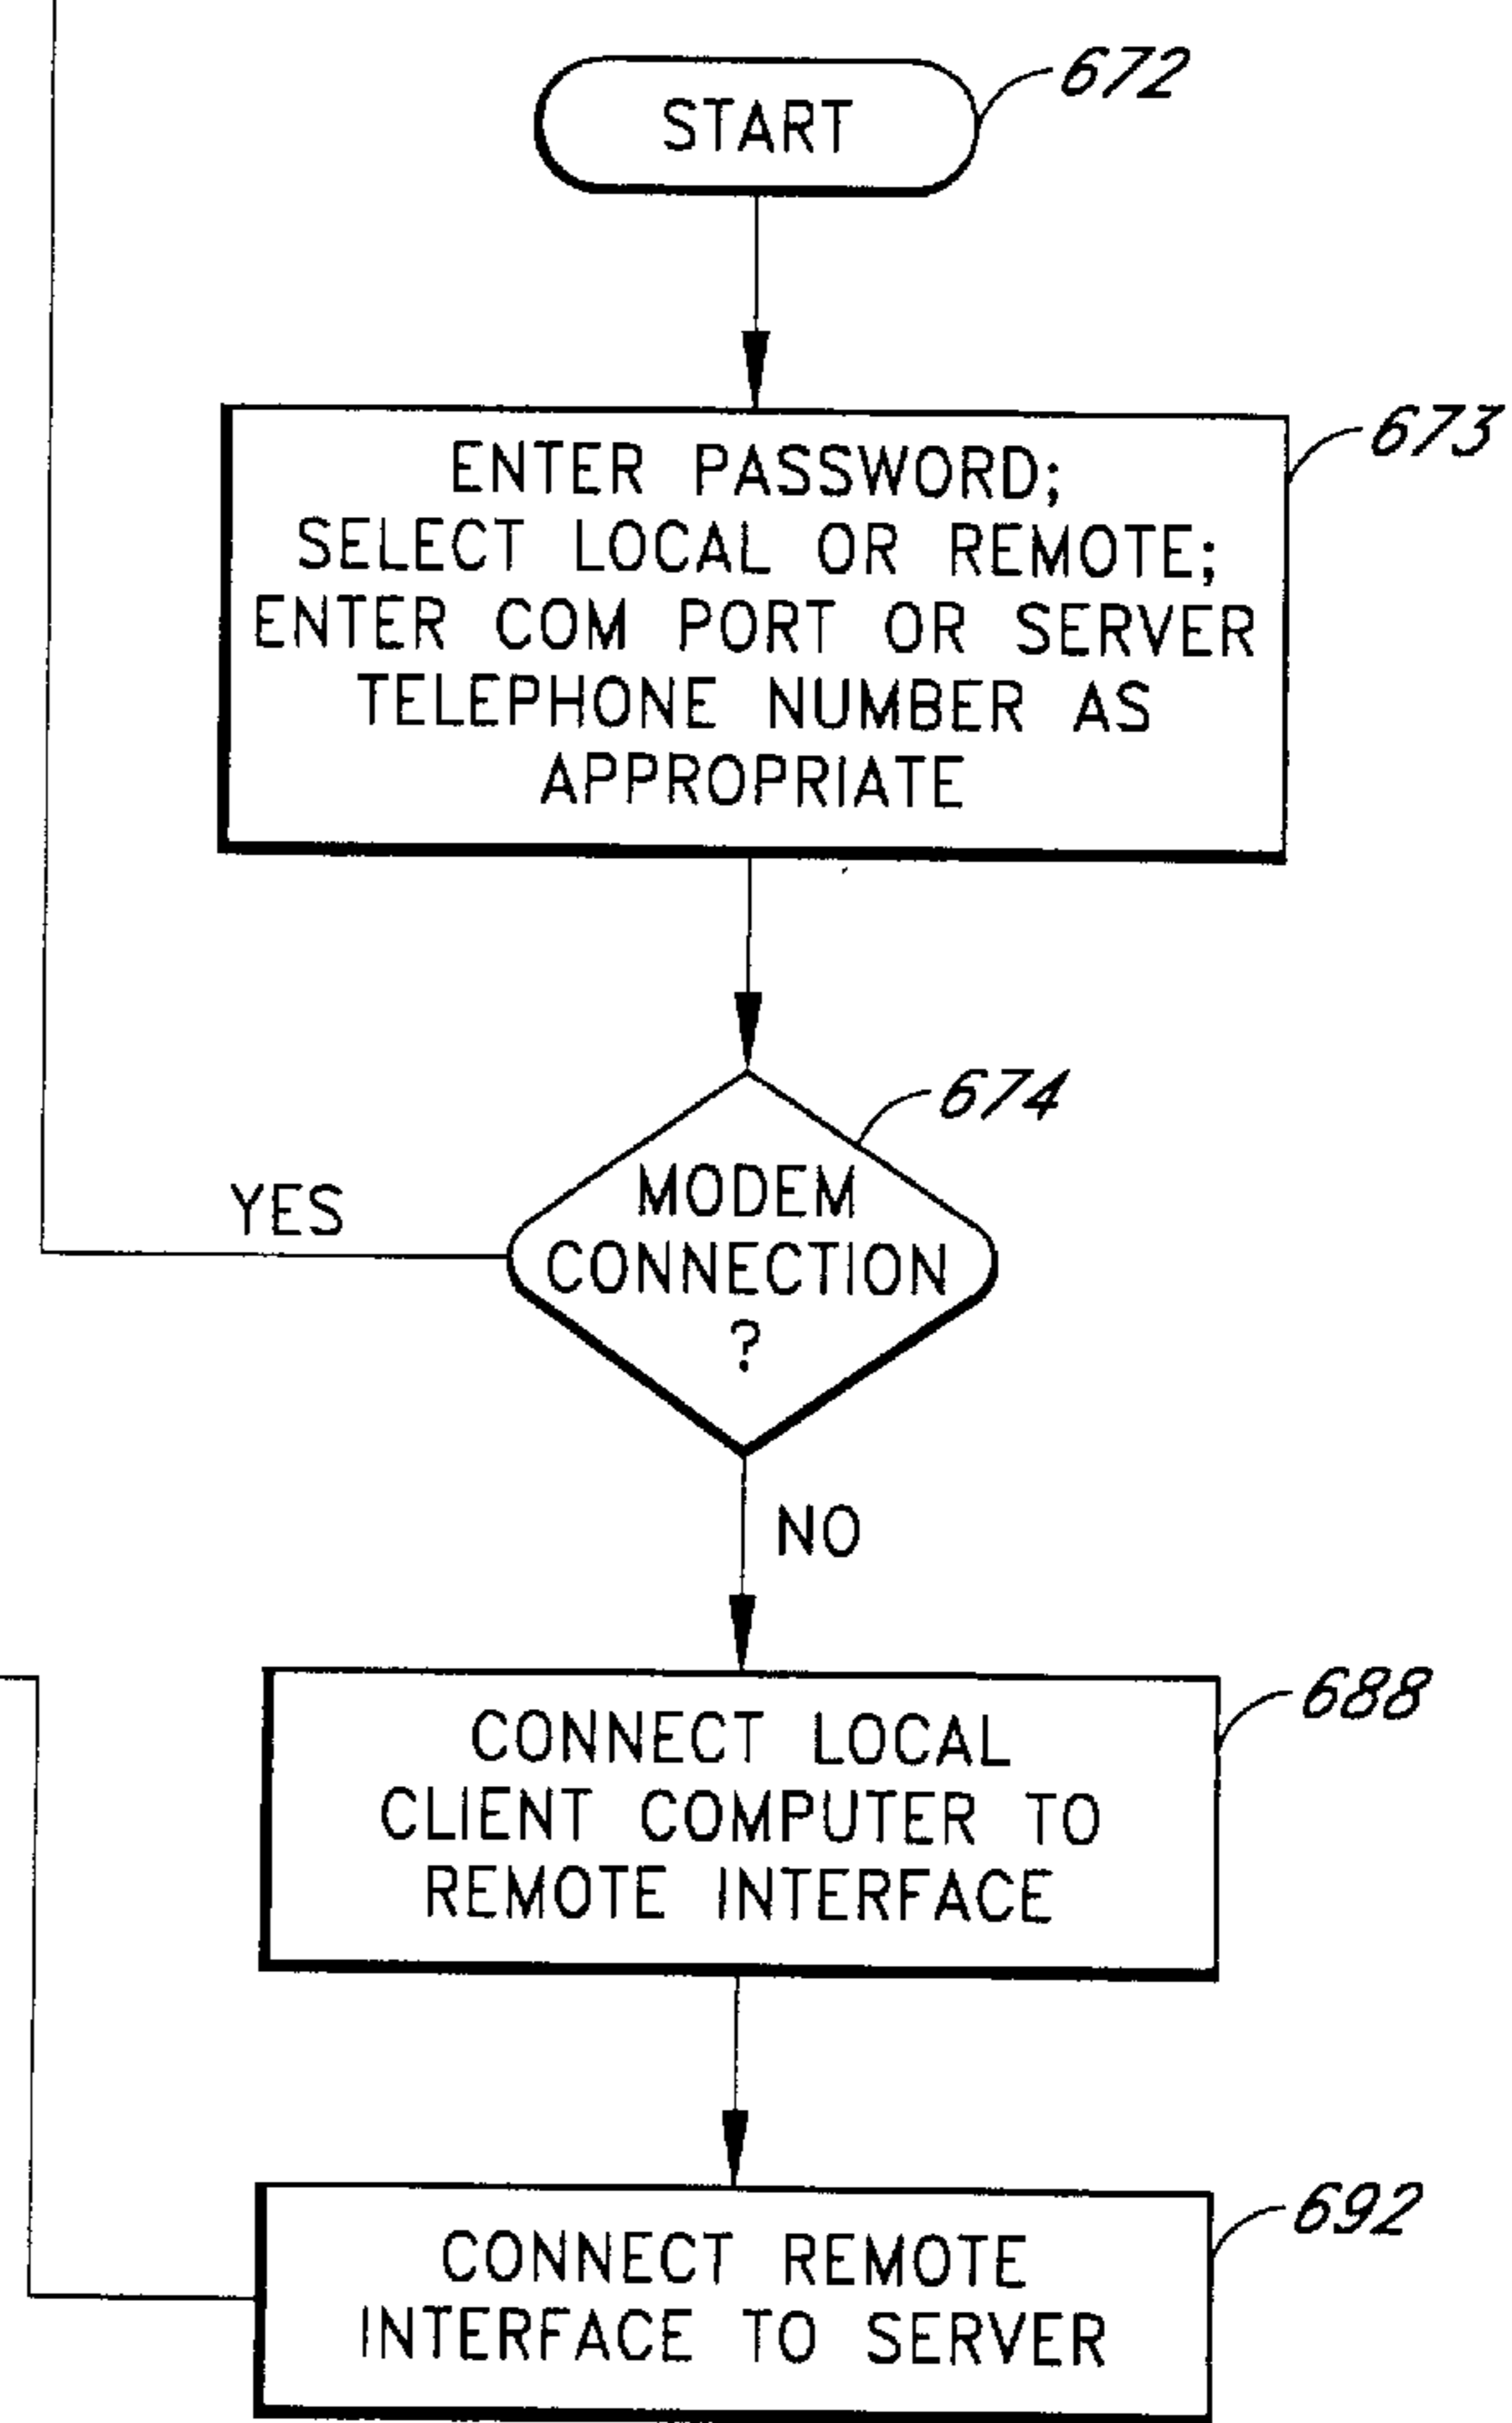 START
672
ENTER PASSWORD;
SELECT LOCAL OR REMOTE;
ENTER COM PORT OR SERVER
TELEPHONE NUMBER AS
APPROPRIATE
673
674
MODEM
CONNECTION
?
YES
NO
CONNECT LOCAL
CLIENT COMPUTER TO
REMOTE INTERFACE
688
CONNECT REMOTE
INTERFACE TO SERVER
692